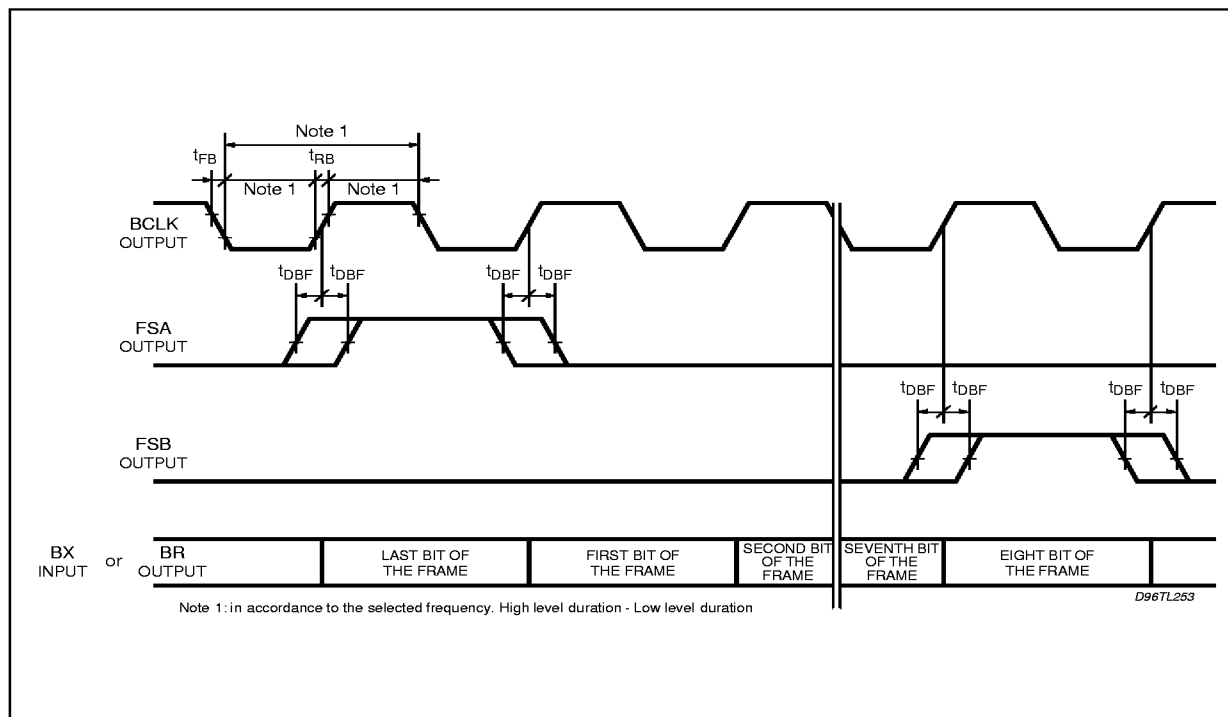 Note 1
tFB
tRB
Note 1
Note 1
BCLK
OUTPUT
tDBF
tDBF
tDBF
tDBF
FSA
OUTPUT
tDBF
tDBF
tDBF
tDBF
FSB
OUTPUT
BX
INPUT
or
BR
OUTPUT
LAST BIT OF
THE FRAME
FIRST BIT OF
THE FRAME
SECOND BIT
OF THE
FRAME
SEVENTH BIT
OF THE
FRAME
EIGHT BIT OF
THE FRAME
Note 1: in accordance to the selected frequency. High level duration - Low level duration
D96TL253